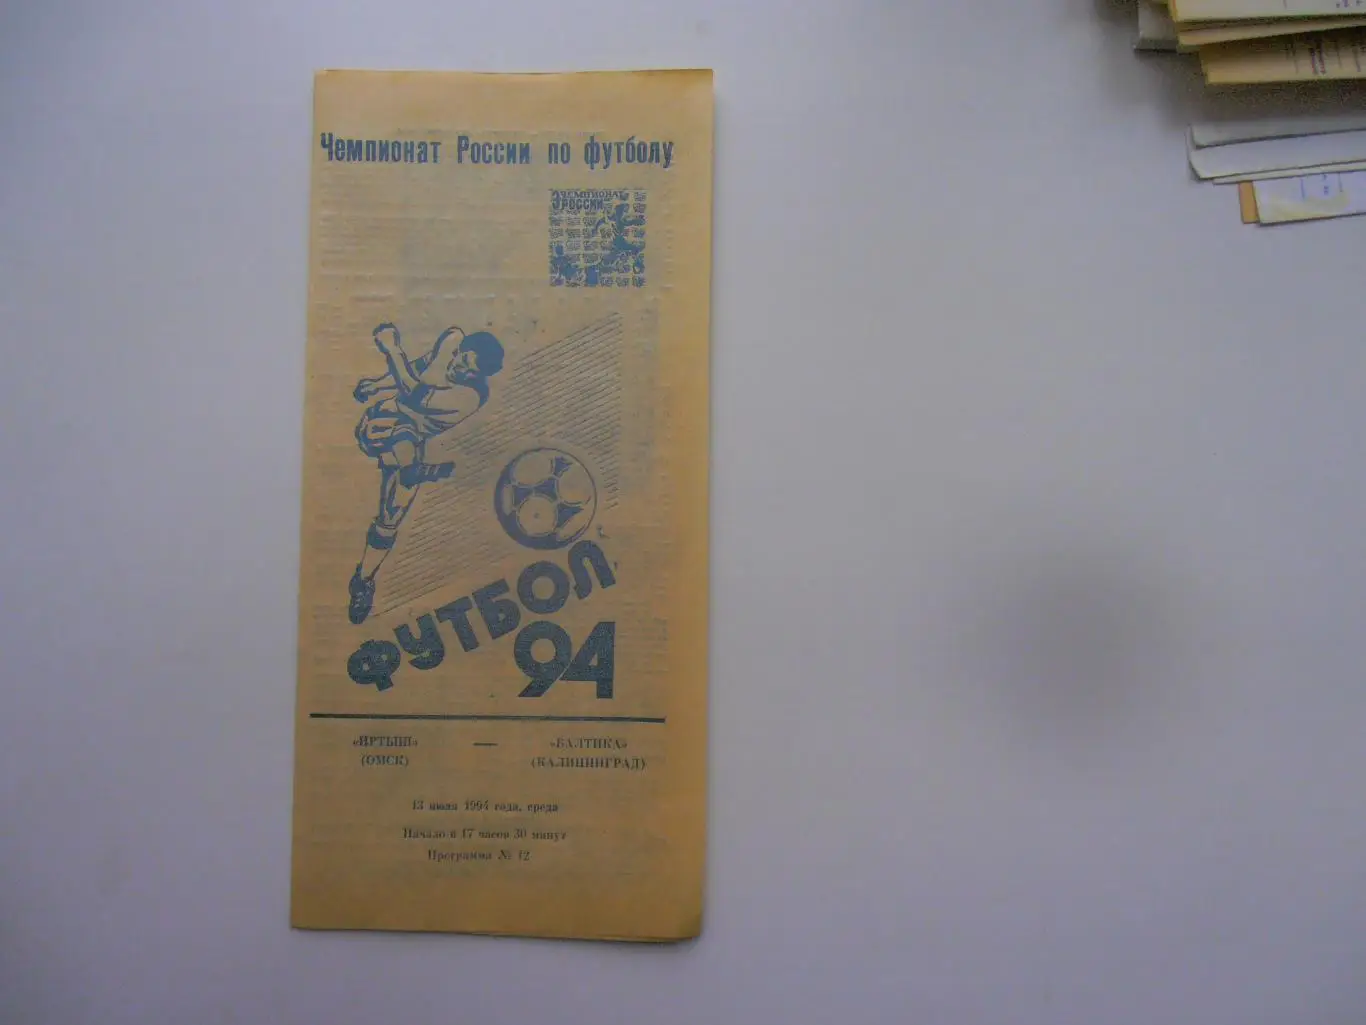 Чемпионат России по футболу
ЧЕМПИОНАТ
РОССИИ
ФУТБОЛ
94
«ИРТЫШ» — «БАЛТИКА»
(ОМСК) (КАЛИНИНГРАД)
13 июля 1994 года, среда
Начало в 17 часов 30 минут
Программа № 12